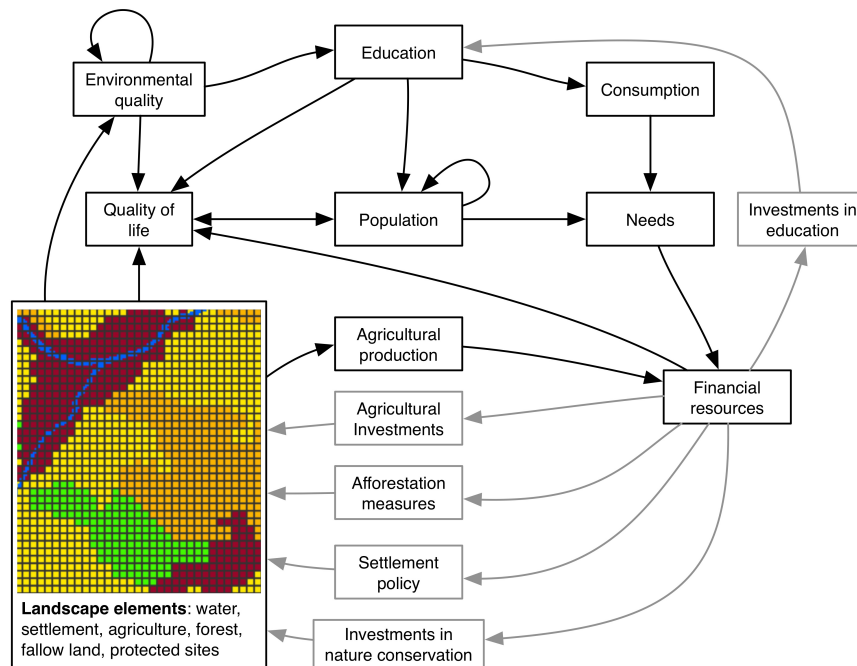 Environmental
quality
Education
Consumption
Quality of
life
Population
Needs
Investments in
education
Agricultural
production
Financial
resources
Agricultural
Investments
Afforestation
measures
Settlement
policy
Investments in
nature conservation
Landscape elements: water,
settlement, agriculture, forest,
fallow land, protected sites